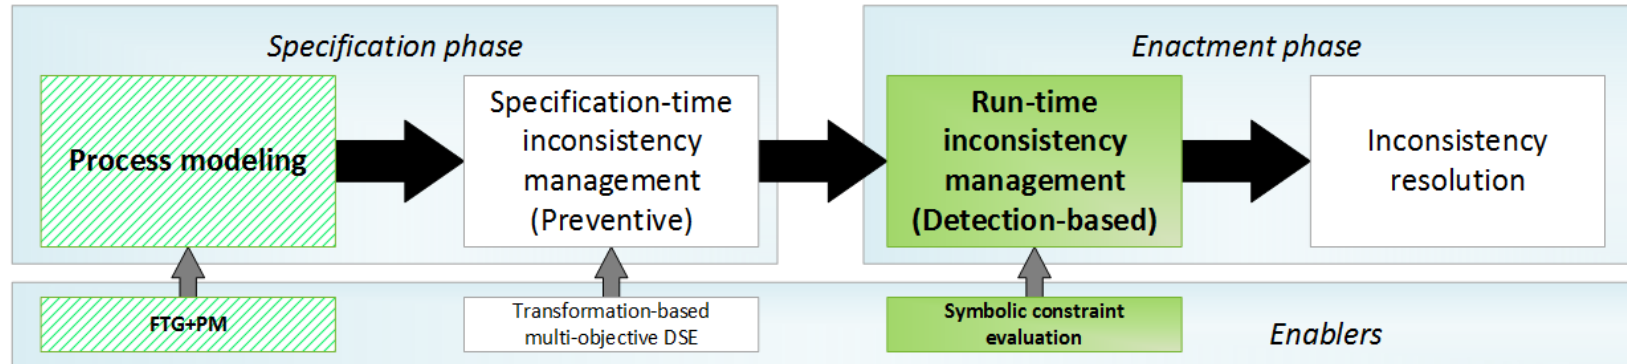 Specification phase
Enactment phase
Process modeling
Specification-time
inconsistency
management
(Preventive)
Run-time
inconsistency
management
(Detection-based)
Inconsistency
resolution
FTG+PM
Transformation-based
multi-objective DSE
Symbolic constraint
evaluation
Enablers